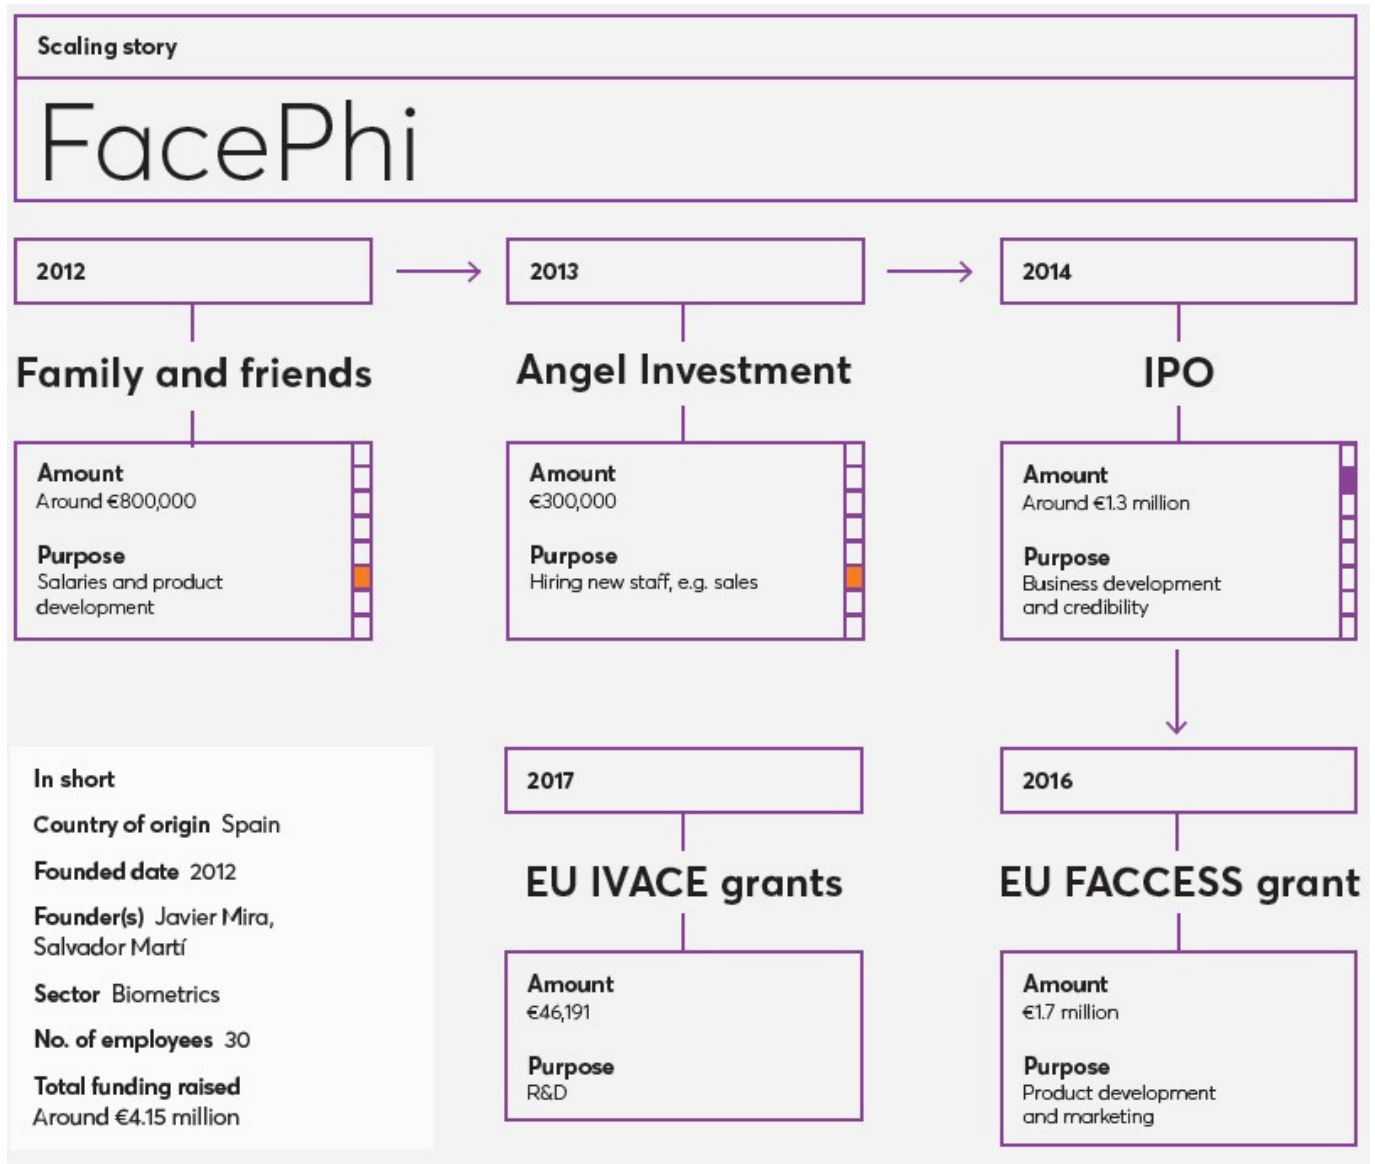 Scaling story
FacePhi
2012
2013
2014
Family and friends
Angel Investment
IPO
Amount
Around €800,000
Purpose
Salaries and product
development
Amount
€300,000
Purpose
Hiring new staff, e.g. sales
Amount
Around €1.3 million
Purpose
Business development
and credibility
2016
EU FACCESS grant
Amount
€1.7 million
Purpose
Product development
and marketing
2017
EU IVACE grants
Amount
€46,191
Purpose
R&D
In short
Country of origin Spain
Founded date 2012
Founder(s) Javier Mira,
Salvador Martí
Sector Biometrics
No. of employees 30
Total funding raised
Around €4.15 million